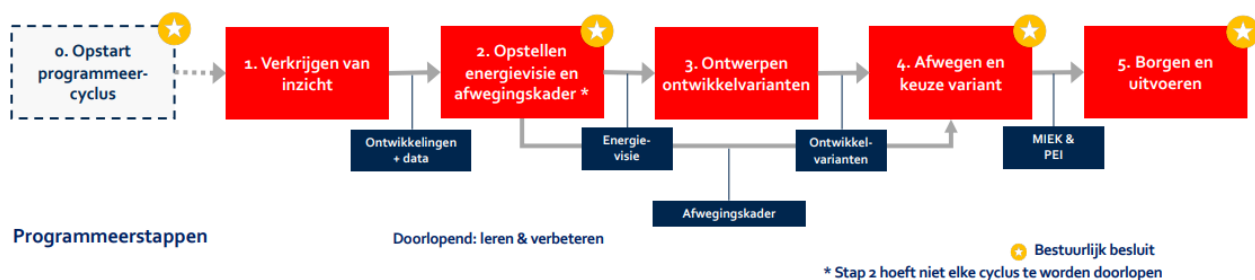 0. Opstart
programmeer-
cyclus
1. Verkrijgen van
inzicht
2. Opstellen
energievisie en
afwegingskader *
3. Ontwerpen
ontwikkelvarianten
4. Afwegen en
keuze variant
5. Borgen en
uitvoeren
Ontwikkelingen
+ data
Energie-
visie
Ontwikkel-
varianten
MIEK &
PEI
Afwegingskader
Programmeerstappen
Doorlopend: leren & verbeteren
Bestuurlijk besluit
* Stap 2 hoeft niet elke cyclus te worden doorlopen